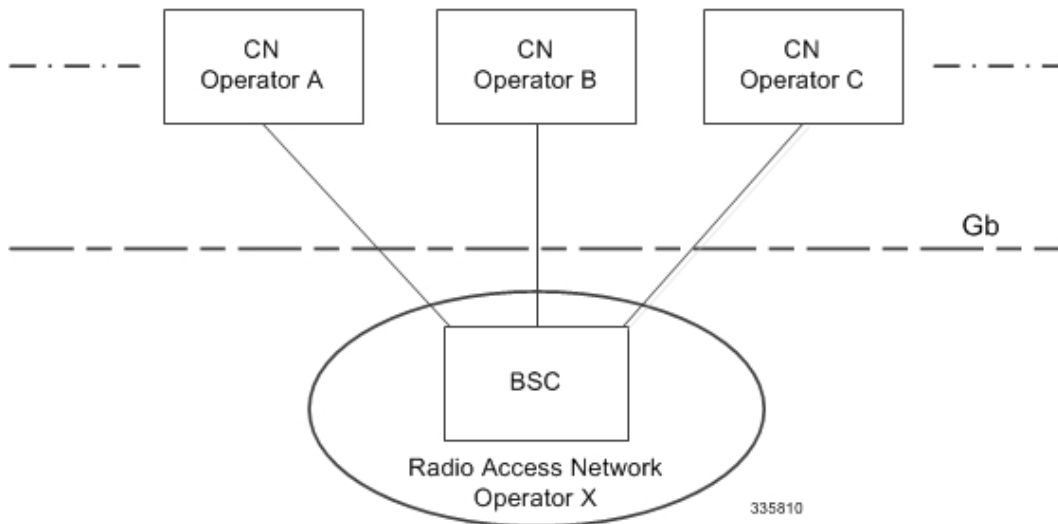 CN
Operator A
CN
Operator B
CN
Operator C
Gb
BSC
Radio Access Network
Operator X
335810